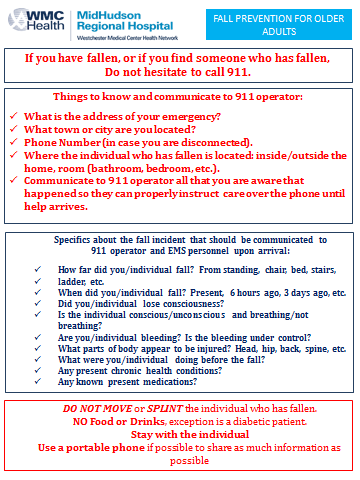 WMC
Health
MidHudson
Regional Hospital
Westchester Medical Center Health Network
FALL PREVENTION FOR OLDER
ADULTS
If you have fallen, or if you find someone who has fallen,
Do not hesitate to call 911.
Things to know and communicate to 911 operator:
✓ What is the address of your emergency?
✓ What town or city are you located?
✓ Phone Number (in case you are disconnected).
✓ Where the individual who has fallen is located: inside/outside the
home, room (bathroom, bedroom, etc.).
✓ Communicate to 911 operator all that you are aware that
happened so they can properly instruct care over the phone until
help arrives.
Specifics about the fall incident that should be communicated to
911 operator and EMS personnel upon arrival:
✓ How far did you/individual fall? From standing, chair, bed, stairs,
✓ ladder, etc.
✓ When did you/individual fall? Present, 6 hours ago, 3 days ago, etc.
✓ Did you/individual lose consciousness?
✓ Is the individual conscious/unconscious and breathing/not
breathing?
✓ Are you/individual bleeding? Is the bleeding under control?
✓ What parts of body appear to be injured? Head, hip, back, spine, etc.
✓ What were you/individual doing before the fall?
✓ Any present chronic health conditions?
✓ Any known present medications?
DO NOT MOVE or SPLINT the individual who has fallen.
NO Food or Drinks, exception is a diabetic patient.
Stay with the individual
Use a portable phone if possible to share as much information as
possible